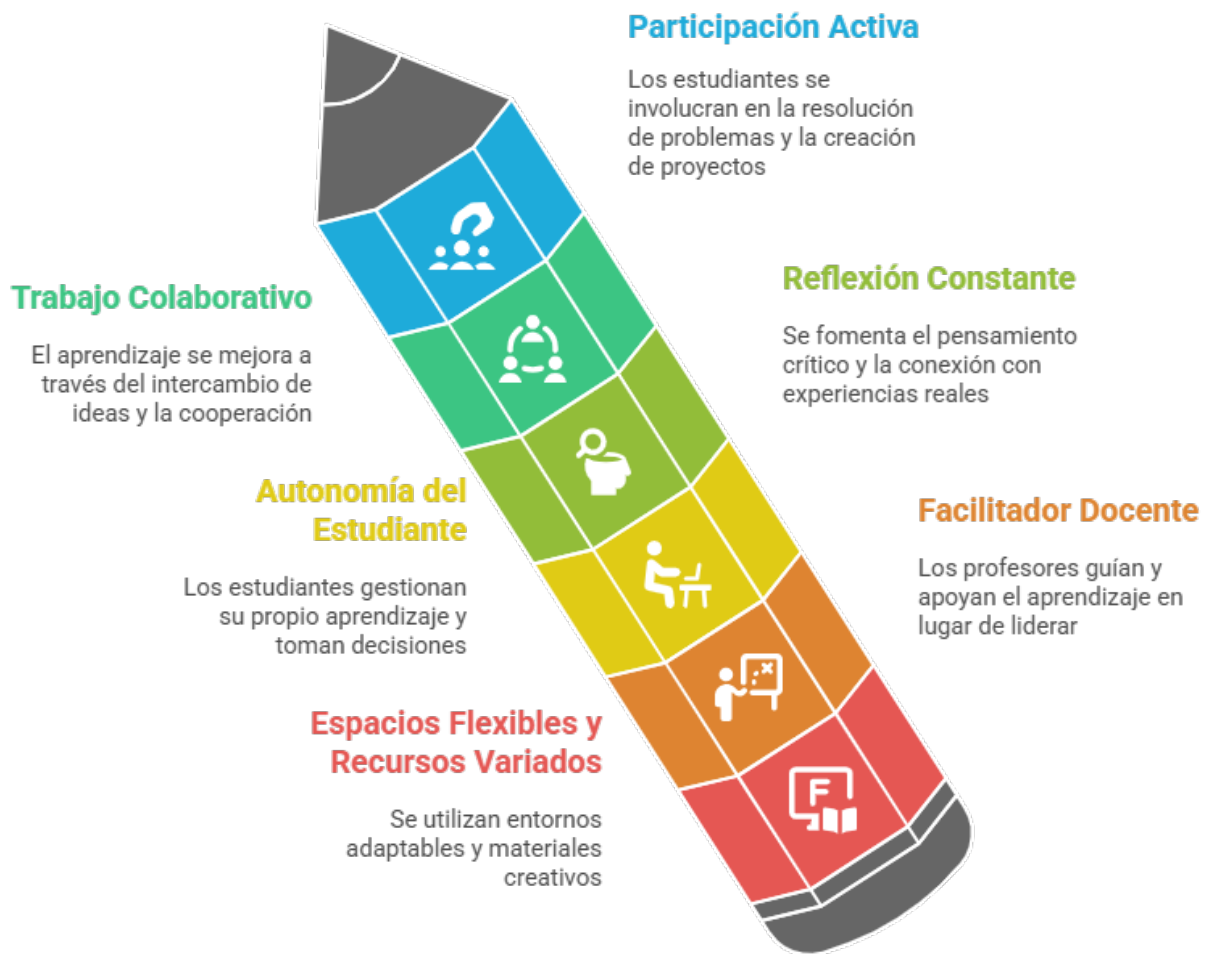 Participación Activa
Los estudiantes se
involucran en la resolución
de problemas y la creación
de proyectos
Trabajo Colaborativo
El aprendizaje se mejora a
través del intercambio de
ideas y la cooperación
Reflexión Constante
Se fomenta el pensamiento
crítico y la conexión con
experiencias reales
Autonomía del
Estudiante
Los estudiantes gestionan
su propio aprendizaje y
toman decisiones
Facilitador Docente
Los profesores guían y
apoyan el aprendizaje en
lugar de liderar
Espacios Flexibles y
Recursos Variados
Se utilizan entornos
adaptables y materiales
creativos
F